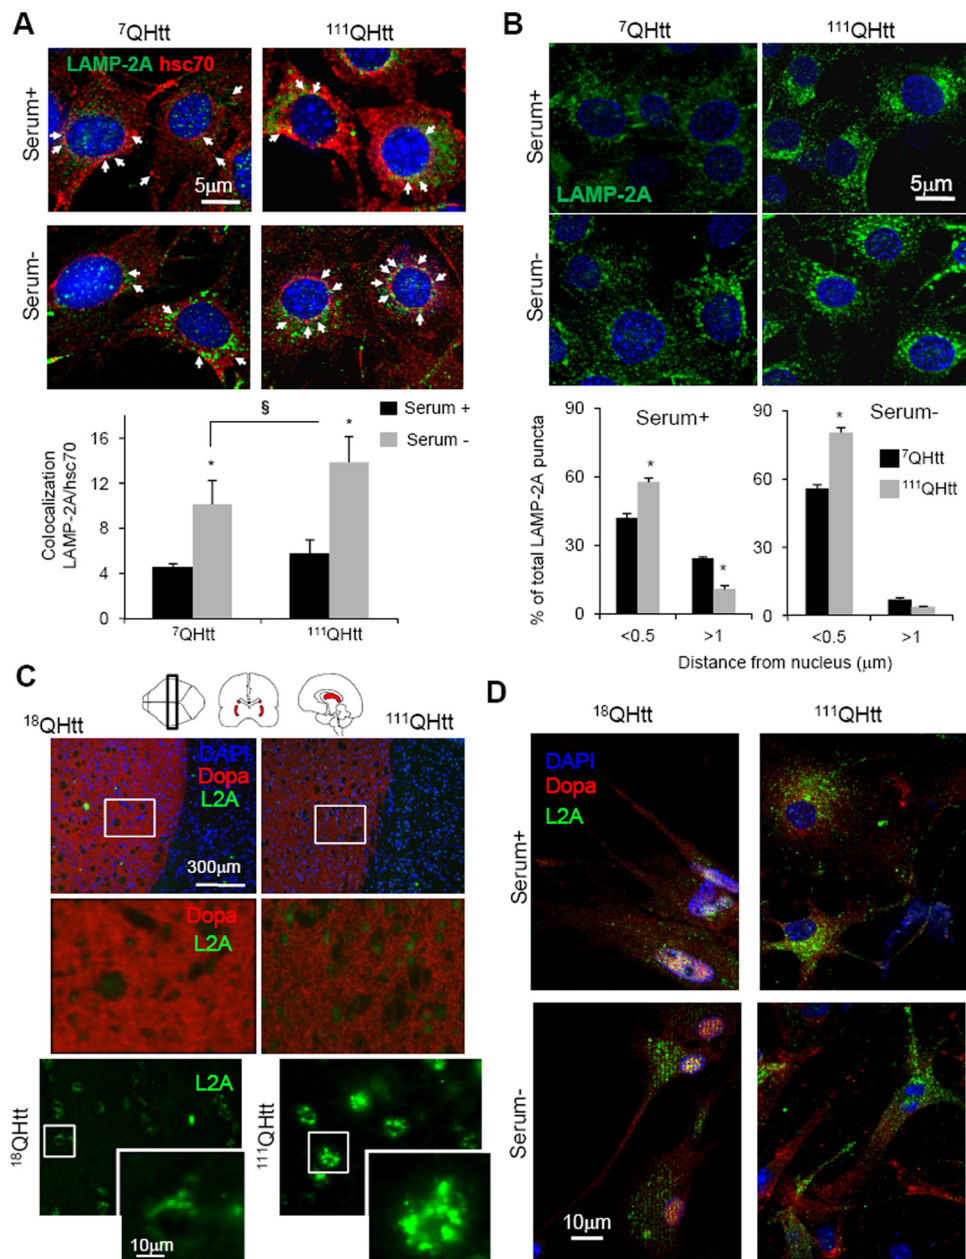 A
⁷QHtt
¹¹¹QHtt
LAMP-2A hsc70
Serum+
5μm
Serum-
§
Serum +
Serum -
Colocalization
LAMP-2A/hsc70
16
12
8
4
0
*
*
⁷QHtt
¹¹¹QHtt
B
⁷QHtt
¹¹¹QHtt
Serum+
LAMP-2A
5μm
Serum-
% of total LAMP-2A puncta
90
60
30
0
Serum+
*
*
<0.5
>1
90
60
30
0
Serum-
*
⁷QHtt
¹¹¹QHtt
<0.5
>1
Distance from nucleus (μm)
C
¹⁸QHtt
¹¹¹QHtt
DAPI
Dopa
L2A
300μm
Dopa
L2A
¹⁸QHtt
L2A
10μm
¹¹¹QHtt
D
¹⁸QHtt
¹¹¹QHtt
DAPI
Dopa
L2A
Serum+
Serum-
10μm